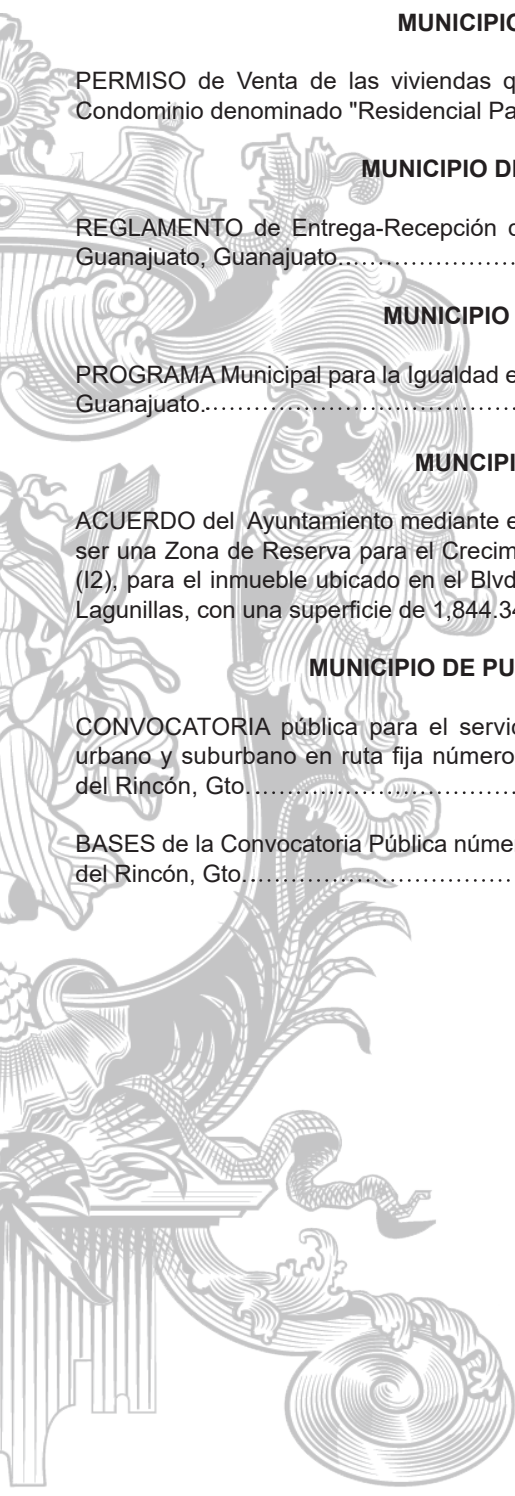 MUNICIPIO
PERMISO de Venta de las viviendas q
Condominio denominado "Residencial Pa
MUNICIPIO DE
REGLAMENTO de Entrega-Recepción d
Guanajuato, Guanajuato.......................
MUNICIPIO
PROGRAMA Municipal para la Igualdad e
Guanajuato...........................................
MUNCIPI
ACUERDO del Ayuntamiento mediante e
ser una Zona de Reserva para el Crecim
(I2), para el inmueble ubicado en el Blvd
Lagunillas, con una superficie de 1,844.34
MUNICIPIO DE PU
CONVOCATORIA pública para el servic
urbano y suburbano en ruta fija número
del Rincón, Gto.....................................
BASES de la Convocatoria Pública núme
del Rincón, Gto.....................................